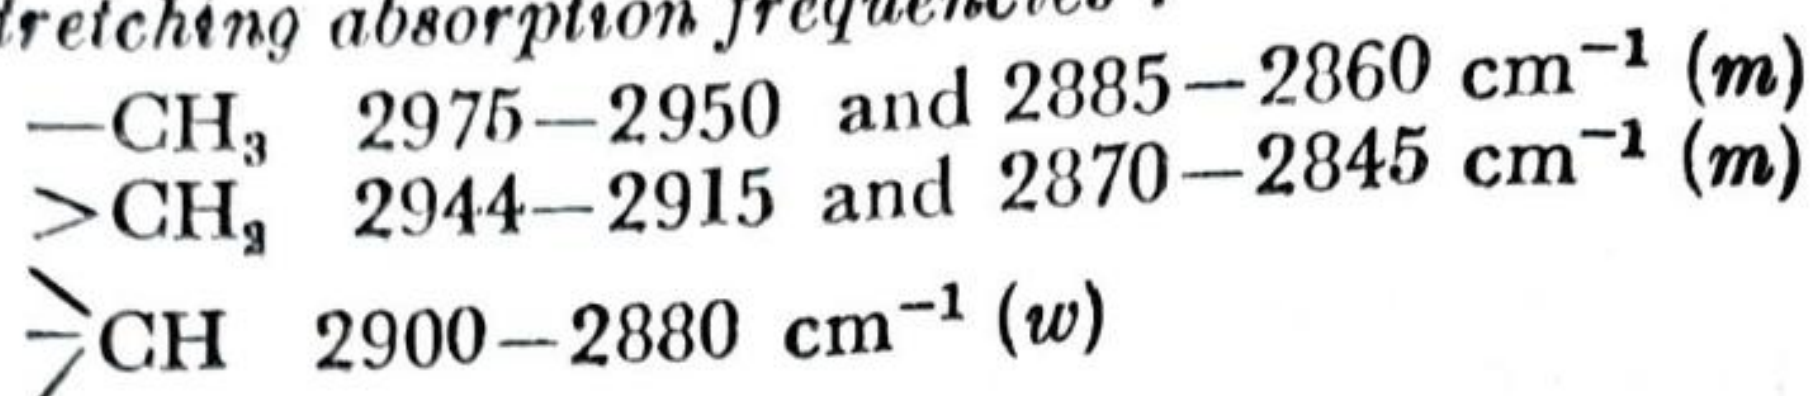 tretching absorption frequencies :
—CH₃ 2975—2950 and 2885—2860 cm⁻¹ (m)
>CH₂ 2944—2915 and 2870—2845 cm⁻¹ (m)
CH 2900—2880 cm⁻¹ (w)